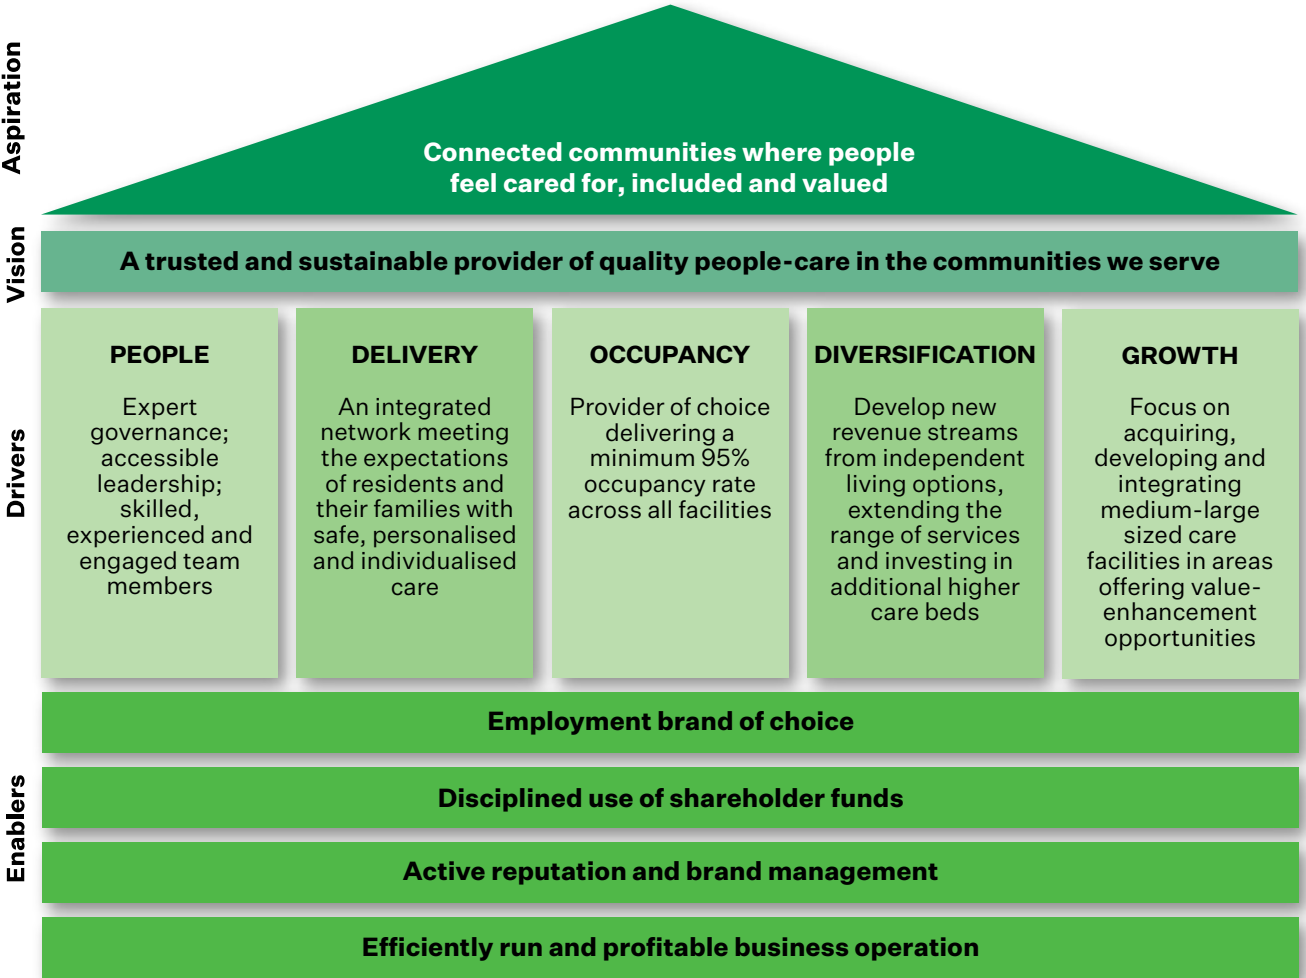 Aspiration
Connected communities where people
feel cared for, included and valued
Vision
A trusted and sustainable provider of quality people-care in the communities we serve
Drivers
PEOPLE
Expert
governance;
accessible
leadership;
skilled,
experienced and
engaged team
members
DELIVERY
An integrated
network meeting
the expectations
of residents and
their families with
safe, personalised
and individualised
care
OCCUPANCY
Provider of choice
delivering a
minimum 95%
occupancy rate
across all facilities
DIVERSIFICATION
Develop new
revenue streams
from independent
living options,
extending the
range of services
and investing in
additional higher
care beds
GROWTH
Focus on
acquiring,
developing and
integrating
medium-large
sized care
facilities in areas
offering value-
enhancement
opportunities
Enablers
Employment brand of choice
Disciplined use of shareholder funds
Active reputation and brand management
Efficiently run and profitable business operation